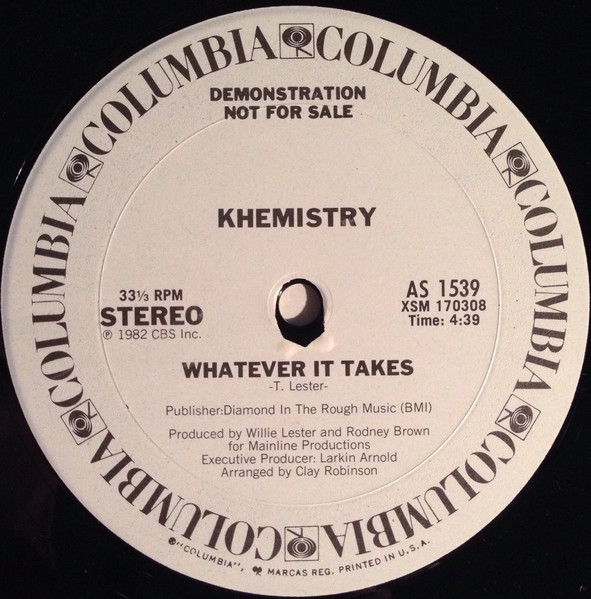 COLUMBIA COLUMBIA COLUMBIA COLUMBIA COLUMBIA COLUMBIA COLUMBIA COLUMBIA
DEMONSTRATION
NOT FOR SALE
KHEMISTRY
33⅓ RPM
STEREO
℗ 1982 CBS Inc.
AS 1539
XSM 170308
Time: 4:39
WHATEVER IT TAKES
-T. Lester-
Publisher:Diamond In The Rough Music (BMI)
Produced by Willie Lester and Rodney Brown
for Mainline Productions
Executive Producer: Larkin Arnold
Arranged by Clay Robinson
"COLUMBIA", MARCAS REG. PRINTED IN U.S.A.